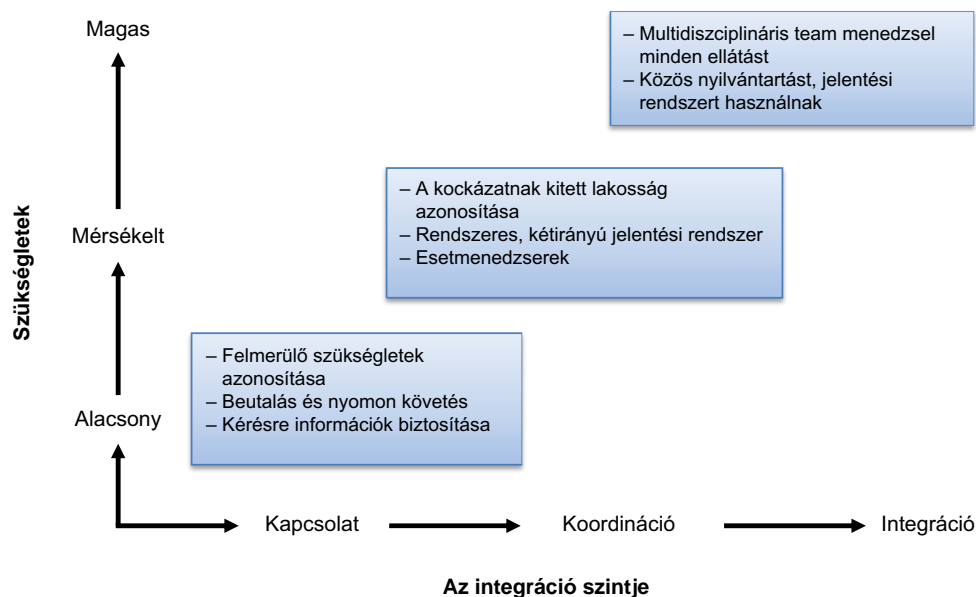 Magas
– Multidiszciplináris team menedzsel
minden ellátást
– Közös nyilvántartást, jelentési
rendszert használnak
– A kockázatnak kitett lakosság
azonosítása
– Rendszeres, kétirányú jelentési rendszer
– Esetmenedzserek
Mérsékelt
Szükségletek
– Felmerülő szükségletek
azonosítása
– Beutalás és nyomon követés
– Kérésre információk biztosítása
Alacsony
Kapcsolat
Koordináció
Integráció
Az integráció szintje